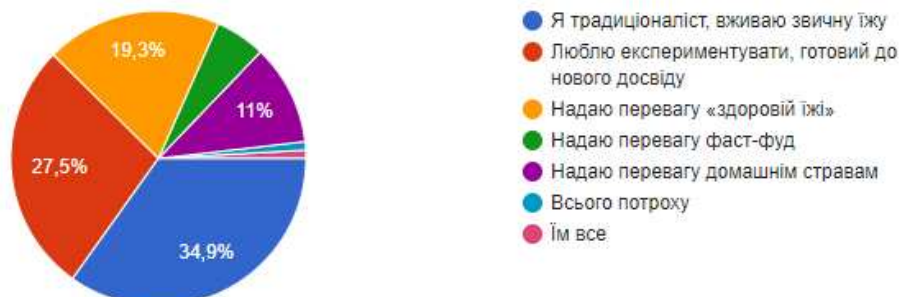 19,3%
11%
27,5%
34,9%
Я традиціоналіст, вживаю звичну їжу
Люблю експериментувати, готовий до
нового досвіду
Надаю перевагу «здоровій їжі»
Надаю перевагу фаст-фуд
Надаю перевагу домашнім стравам
Всього потроху
Їм все